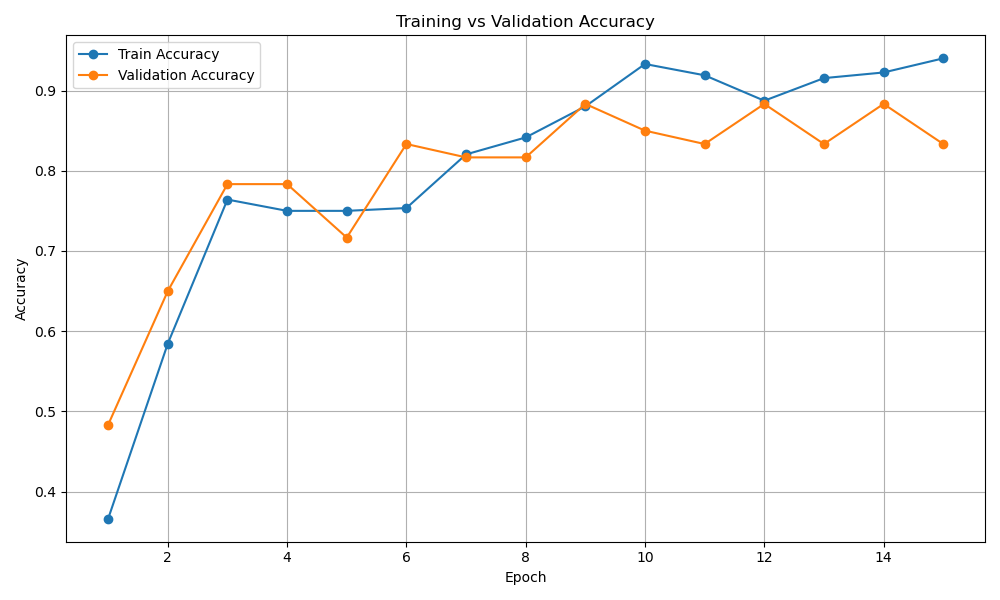 Training vs Validation Accuracy
Train Accuracy
Validation Accuracy
0.9
0.8
0.7
0.6
0.5
0.4
Accuracy
2 4 6 8 10 12 14
Epoch